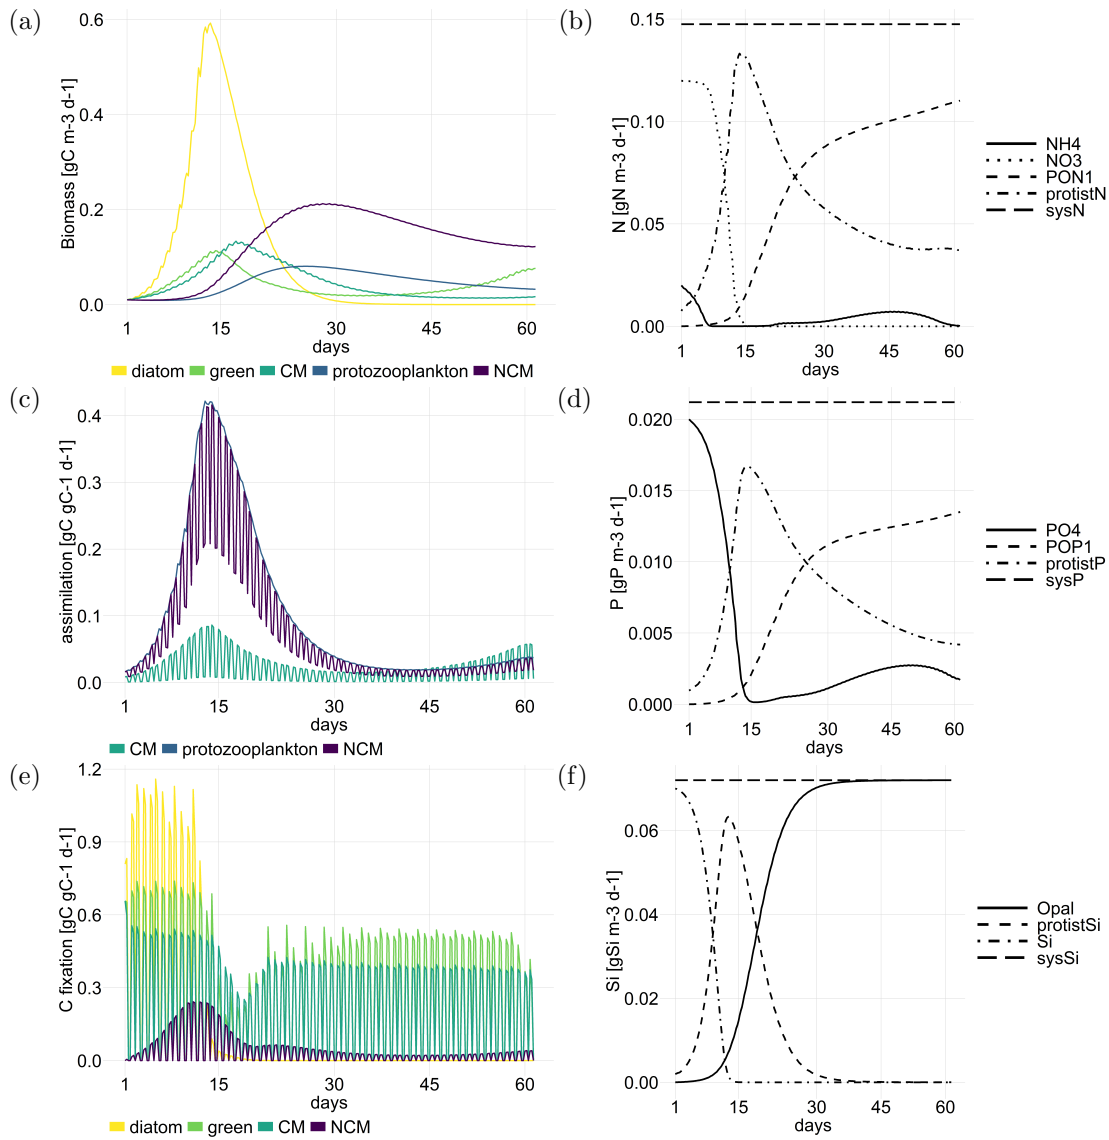 (a)
Biomass [gC m-3 d-1]
0.6
0.4
0.2
0.0
1 15 30 45 60
days
diatom green CM protozooplankton NCM
(b)
N [gN m-3 d-1]
0.15
0.10
0.05
0.00
1 15 30 45 60
days
NH4
NO3
PON1
protistN
sysN
(c)
assimilation [gC gC-1 d-1]
0.4
0.3
0.2
0.1
0.0
1 15 30 45 60
days
CM protozooplankton NCM
(d)
P [gP m-3 d-1]
0.020
0.015
0.010
0.005
0.000
1 15 30 45 60
days
PO4
POP1
protistP
sysP
(e)
C fixation [gC gC-1 d-1]
1.2
0.9
0.6
0.3
0.0
1 15 30 45 60
days
diatom green CM NCM
(f)
Si [gSi m-3 d-1]
0.06
0.04
0.02
0.00
1 15 30 45 60
days
Opal
protistSi
Si
sysSi